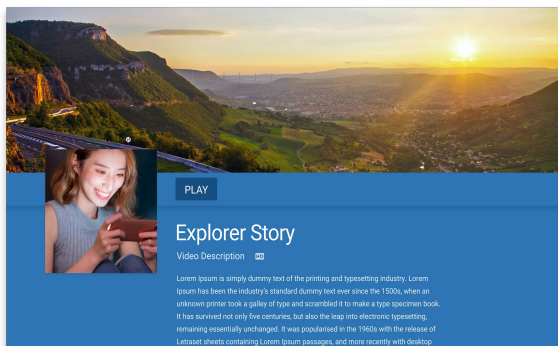 PLAY
Explorer Story
Video Description HD
Lorem Ipsum is simply dummy text of the printing and typesetting industry. Lorem
Ipsum has been the industry's standard dummy text ever since the 1500s, when an
unknown printer took a galley of type and scrambled it to make a type specimen book.
It has survived not only five centuries, but also the leap into electronic typesetting,
remaining essentially unchanged. It was popularised in the 1960s with the release of
Letraset sheets containing Lorem Ipsum passages, and more recently with desktop